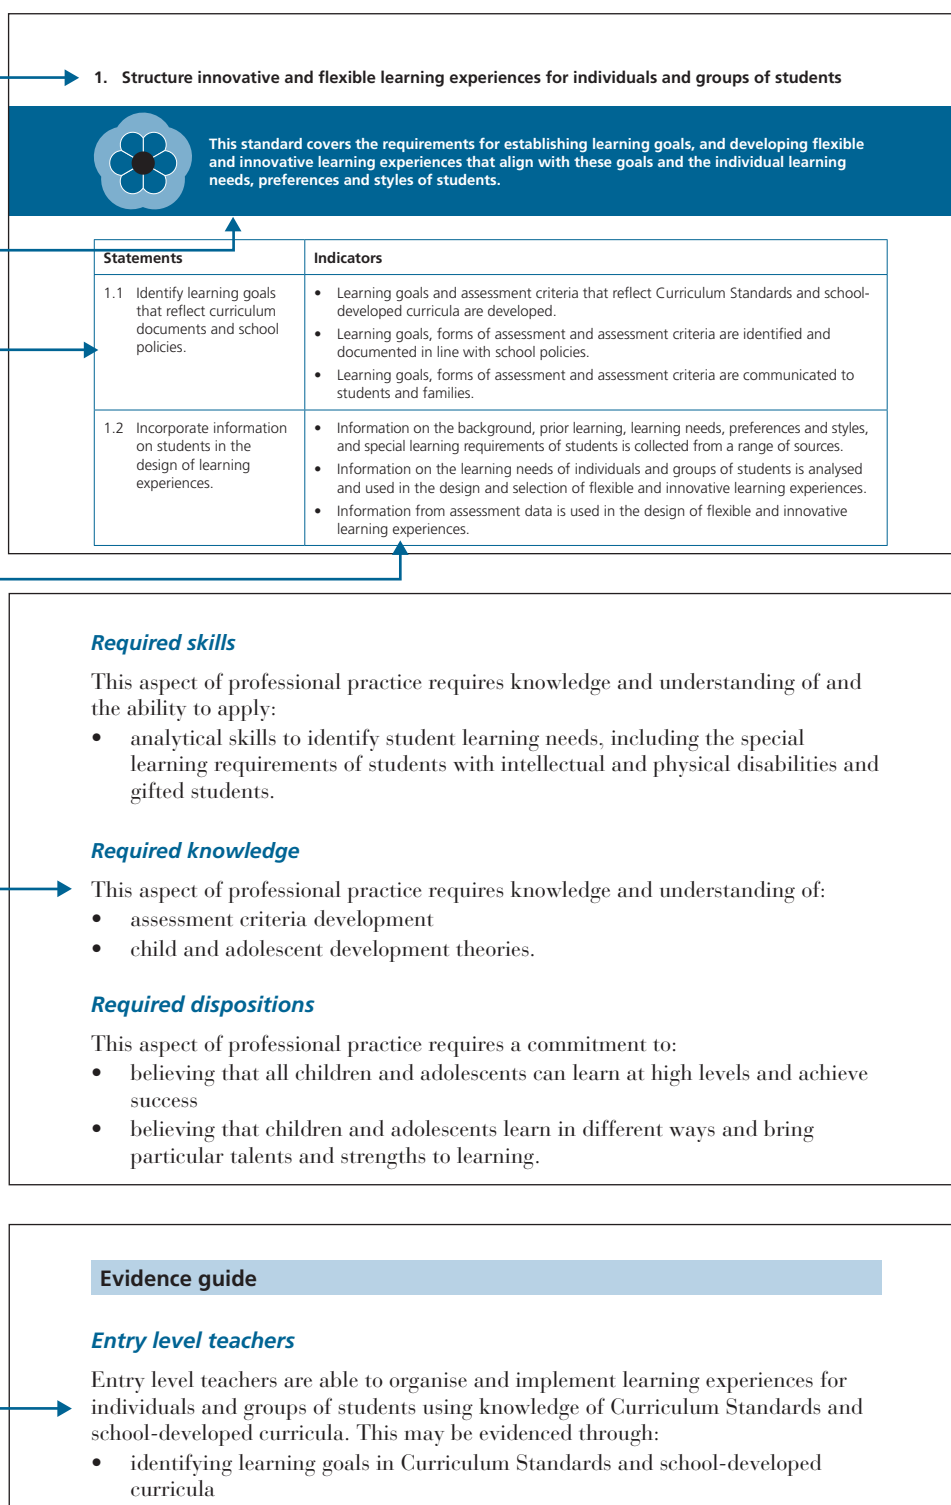 1. Structure innovative and flexible learning experiences for individuals and groups of students
This standard covers the requirements for establishing learning goals, and developing flexible
and innovative learning experiences that align with these goals and the individual learning
needs, preferences and styles of students.
Statements
Indicators
1.1 Identify learning goals
that reflect curriculum
documents and school
policies.
• Learning goals and assessment criteria that reflect Curriculum Standards and school-
developed curricula are developed.
• Learning goals, forms of assessment and assessment criteria are identified and
documented in line with school policies.
• Learning goals, forms of assessment and assessment criteria are communicated to
students and families.
1.2 Incorporate information
on students in the
design of learning
experiences.
• Information on the background, prior learning, learning needs, preferences and styles,
and special learning requirements of students is collected from a range of sources.
• Information on the learning needs of individuals and groups of students is analysed
and used in the design and selection of flexible and innovative learning experiences.
• Information from assessment data is used in the design of flexible and innovative
learning experiences.
Required skills
This aspect of professional practice requires knowledge and understanding of and
the ability to apply:
• analytical skills to identify student learning needs, including the special
learning requirements of students with intellectual and physical disabilities and
gifted students.
Required knowledge
This aspect of professional practice requires knowledge and understanding of:
• assessment criteria development
• child and adolescent development theories.
Required dispositions
This aspect of professional practice requires a commitment to:
• believing that all children and adolescents can learn at high levels and achieve
success
• believing that children and adolescents learn in different ways and bring
particular talents and strengths to learning.
Evidence guide
Entry level teachers
Entry level teachers are able to organise and implement learning experiences for
individuals and groups of students using knowledge of Curriculum Standards and
school-developed curricula. This may be evidenced through:
• identifying learning goals in Curriculum Standards and school-developed
curricula